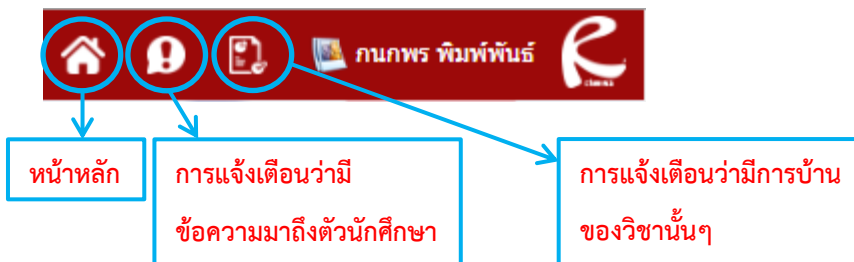 กนกพร พิมพ์พันธ์
หน้าหลัก
การแจ้งเตือนว่ามี
ข้อความมาถึงตัวนักศึกษา
การแจ้งเตือนว่ามีการบ้าน
ของวิชานั้นๆ